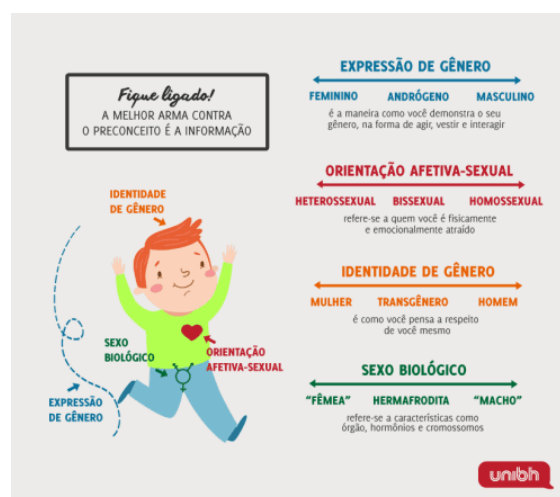 Fique ligado!
A MELHOR ARMA CONTRA
O PRECONCEITO É A INFORMAÇÃO
IDENTIDADE
DE GÊNERO
SEXO
BIOLÓGICO
ORIENTAÇÃO
AFETIVA-SEXUAL
EXPRESSÃO
DE GÊNERO
EXPRESSÃO DE GÊNERO
FEMININO ANDRÓGENO MASCULINO
é a maneira como você demonstra o seu
gênero, na forma de agir, vestir e interagir
ORIENTAÇÃO AFETIVA-SEXUAL
HETEROSSEXUAL BISSEXUAL HOMOSSEXUAL
refere-se a quem você é fisicamente
e emocionalmente atraído
IDENTIDADE DE GÊNERO
MULHER TRANSGÊNERO HOMEM
é como você pensa a respeito
de você mesmo
SEXO BIOLÓGICO
"FÊMEA" HERMAFRODITA "MACHO"
refere-se a características como
órgão, hormônios e cromossomos
unibh